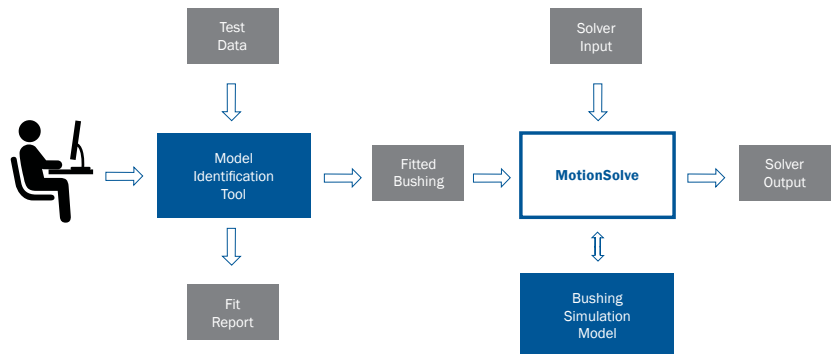 Test
Data
Solver
Input
Model
Identification
Tool
Fitted
Bushing
MotionSolve
Solver
Output
Fit
Report
Bushing
Simulation
Model